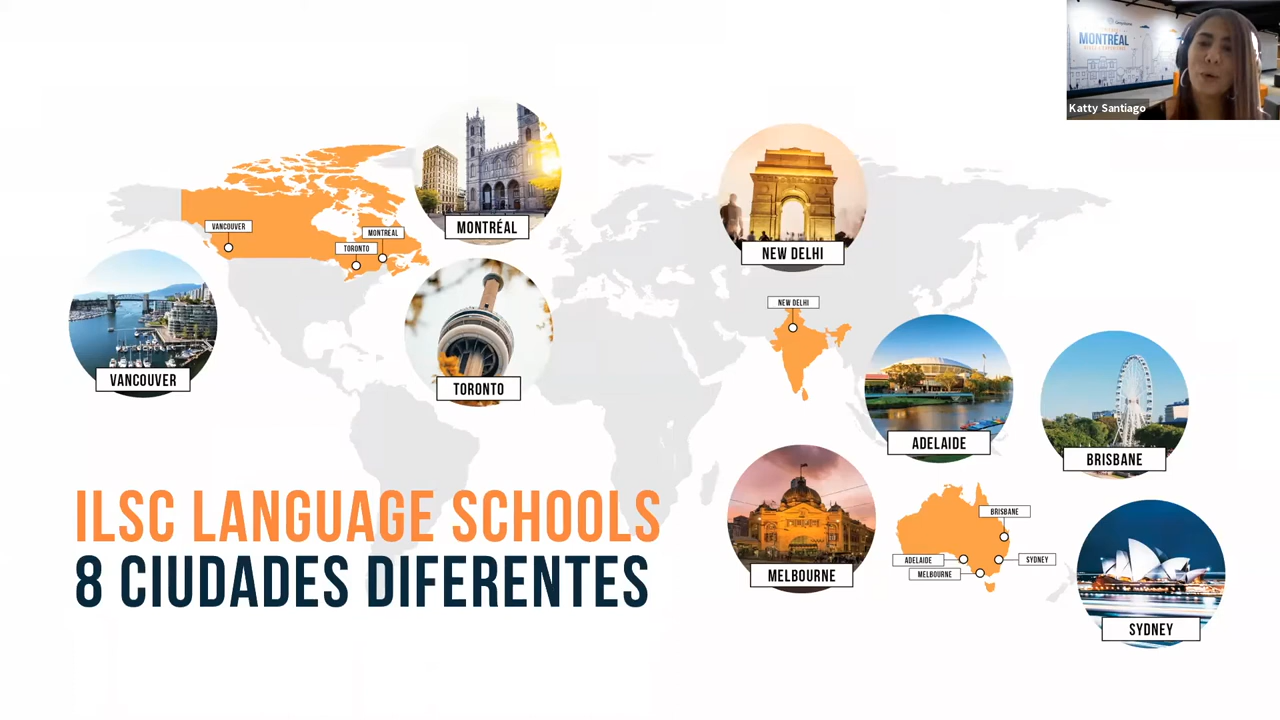 MONTRÉAL
Katty Santiago
MONTRÉAL
VANCOUVER
MONTRÉAL
TORONTO
NEW DELHI
NEW DELHI
VANCOUVER
TORONTO
ADELAIDE
BRISBANE
ILSC LANGUAGE SCHOOLS
8 CIUDADES DIFERENTES
BRISBANE
ADELAIDE
SYDNEY
MELBOURNE
MELBOURNE
SYDNEY